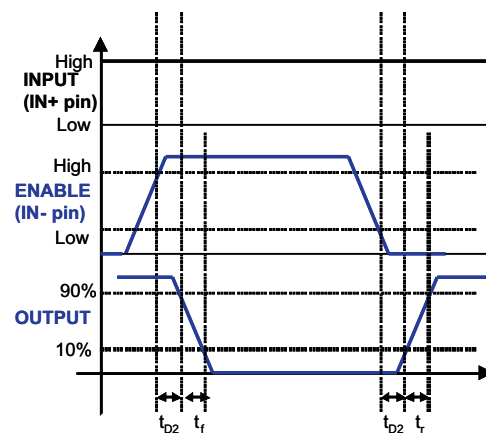 High
INPUT
(IN+ pin)
Low
High
ENABLE
(IN- pin)
Low
90%
OUTPUT
10%
tD2 tf tD2 tr